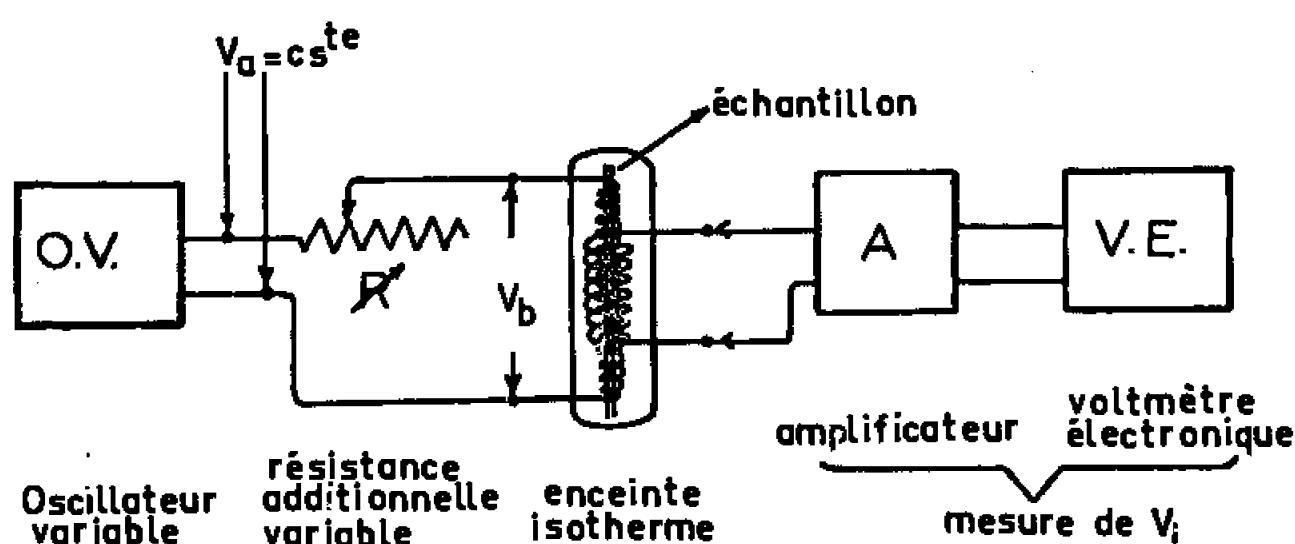 Va = cste
échantillon
O.V.
R
Vb
A
V.E.
amplificateur
voltmètre
électronique
Oscillateur
variable
résistance
additionnelle
variable
enceinte
isotherme
mesure de Vi